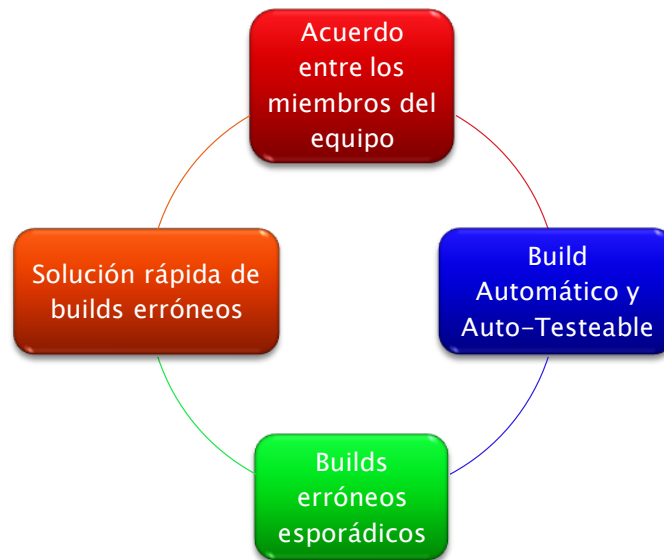 Acuerdo
entre los
miembros del
equipo
Build
Automático y
Auto-Testeable
Builds
erróneos
esporádicos
Solución rápida de
builds erróneos